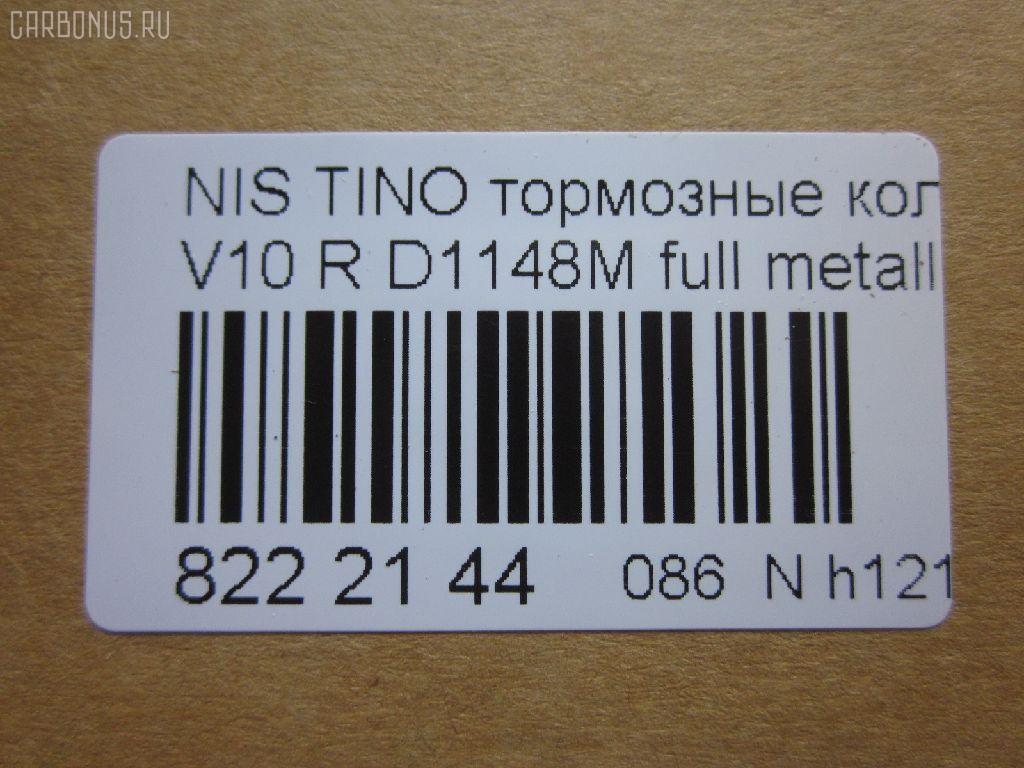 CARBONUS.RU
NIS TINO тормозные кол
V10 R D1148M full metall
822 21 44 086 N h121